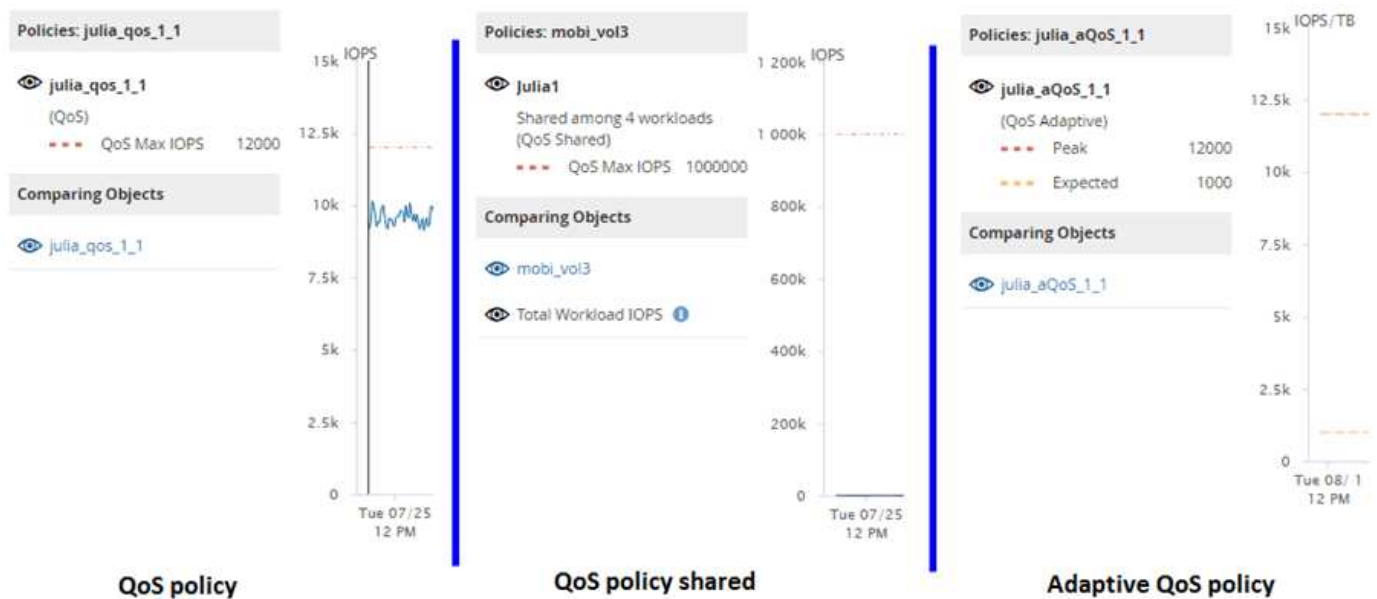 Policies: julia_qos_1_1
julia_qos_1_1
(QoS)
QoS Max IOPS 12000
Comparing Objects
julia_qos_1_1
IOPS
15k
12.5k
10k
7.5k
5k
2.5k
0
Tue 07/25
12 PM
QoS policy
Policies: mobi_vol3
Julia1
Shared among 4 workloads
(QoS Shared)
QoS Max IOPS 1000000
Comparing Objects
mobi_vol3
Total Workload IOPS i
IOPS
1 200k
1 000k
800k
600k
400k
200k
0
Tue 07/25
12 PM
QoS policy shared
Policies: julia_aQoS_1_1
julia_aQoS_1_1
(QoS Adaptive)
Peak 12000
Expected 1000
Comparing Objects
julia_aQoS_1_1
IOPS/TB
15k
12.5k
10k
7.5k
5k
2.5k
0
Tue 08/ 1
12 PM
Adaptive QoS policy